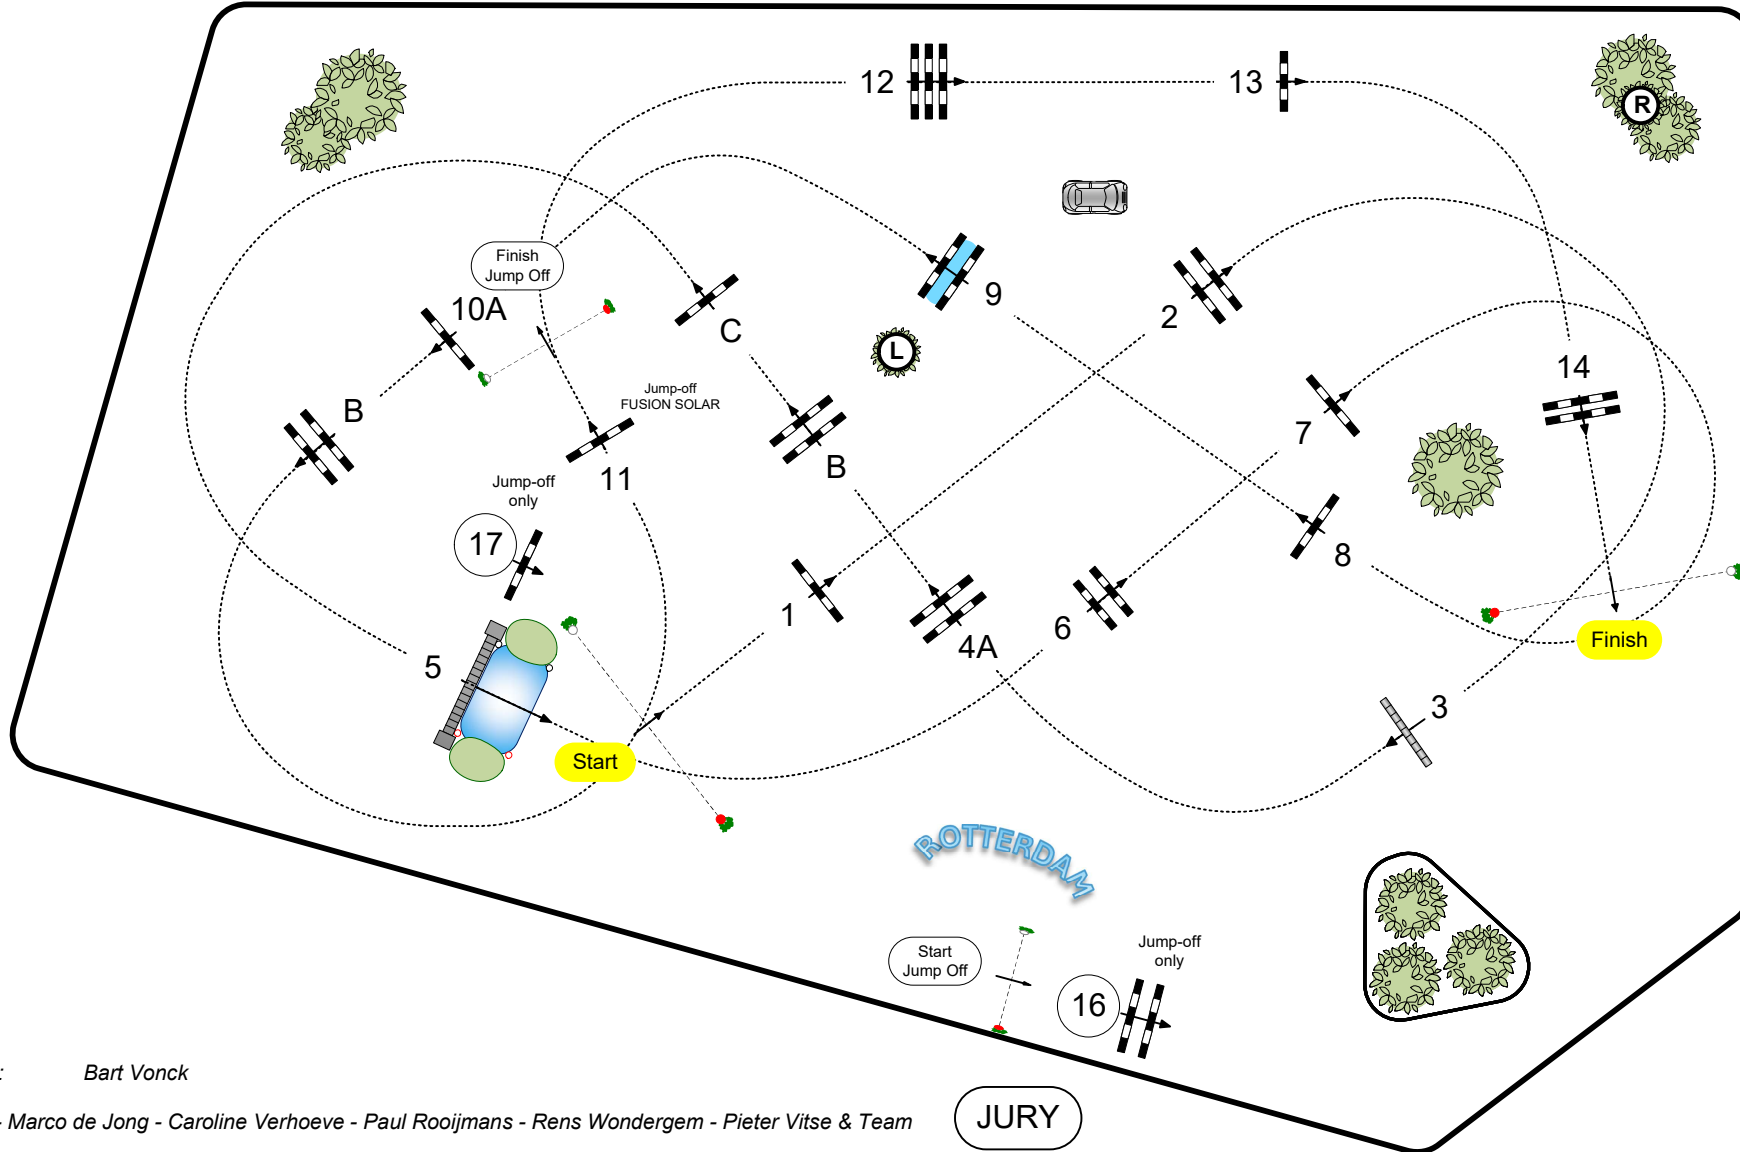 12
13
R
Finish
Jump Off
10A
C
9
2
L
B
Jump-off
FUSION SOLAR
14
7
B
11
Jump-off
only
17
8
1
6
4A
5
Finish
3
Start
ROTTERDAM
Start
Jump Off
Jump-off
only
16
: Bart Vonck
- Marco de Jong - Caroline Verhoeve - Paul Rooijmans - Rens Wondergem - Pieter Vitse & Team
JURY